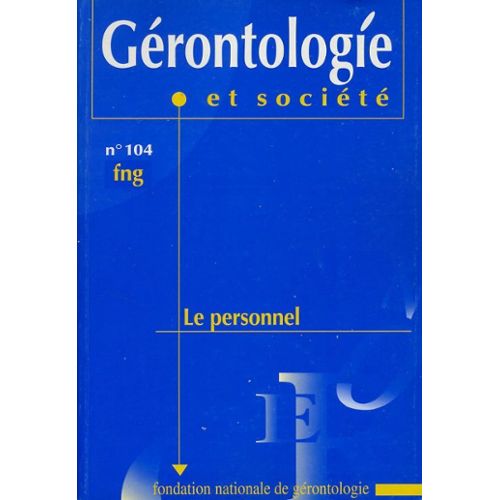 Gérontologie
et société
n° 104
fng
Le personnel
fondation nationale de gérontologie